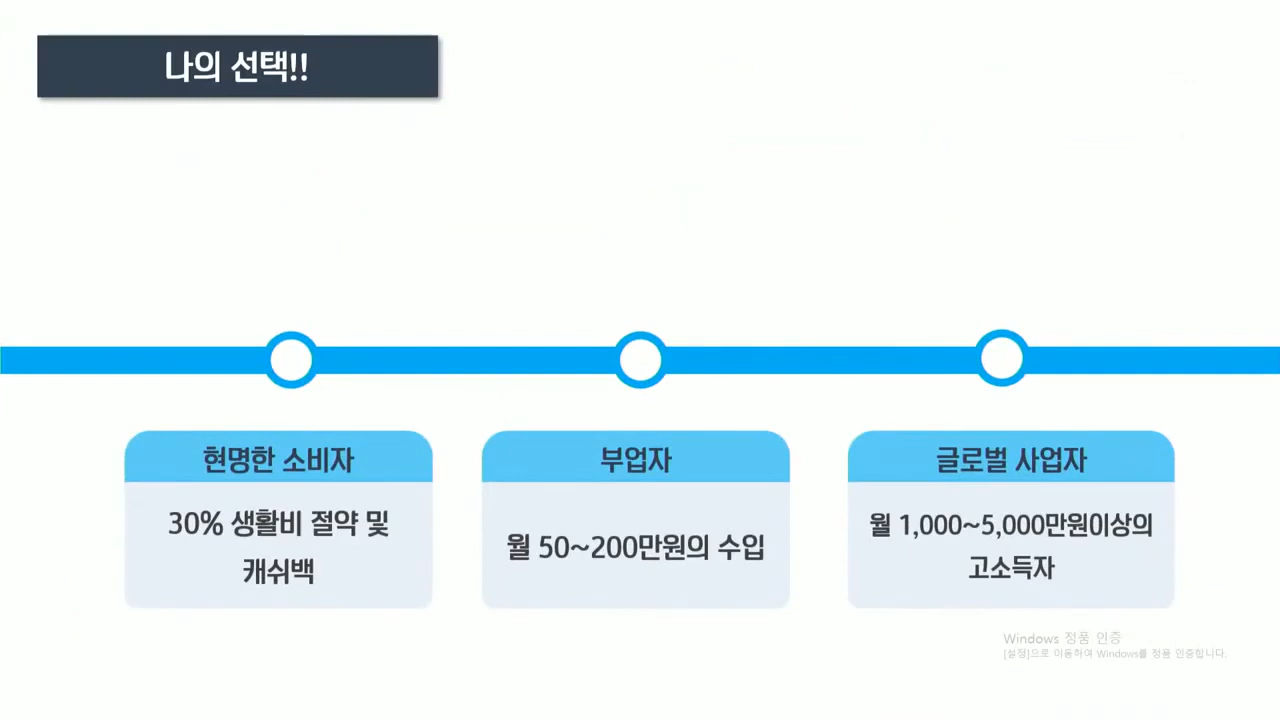 나의 선택!!
현명한 소비자
30% 생활비 절약 및
캐쉬백
부업자
월 50~200만원의 수입
글로벌 사업자
월 1,000~5,000만원이상의
고소득자
Windows 정품 인증
[설정]으로 이동하여 Windows를 정품 인증합니다.